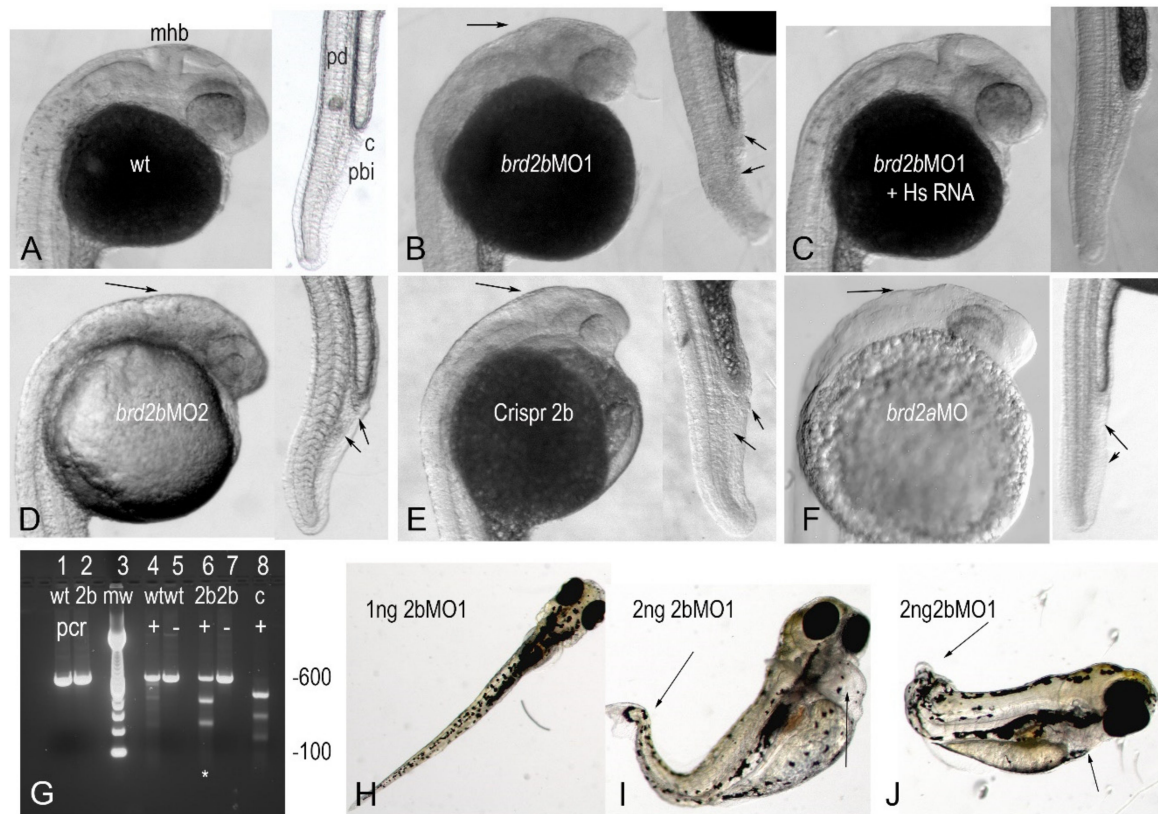 mhb
wt
A
pd
c
pbi
brd2bMO1
B
brd2bMO1
+ Hs RNA
C
brd2bMO2
D
Crispr 2b
E
brd2aMO
F
1 2 3 4 5 6 7 8
wt 2b mw wt wt 2b 2b c
pcr + - + - +
-600
-100
*
G
1ng 2bMO1
H
2ng 2bMO1
I
2ng2bMO1
J